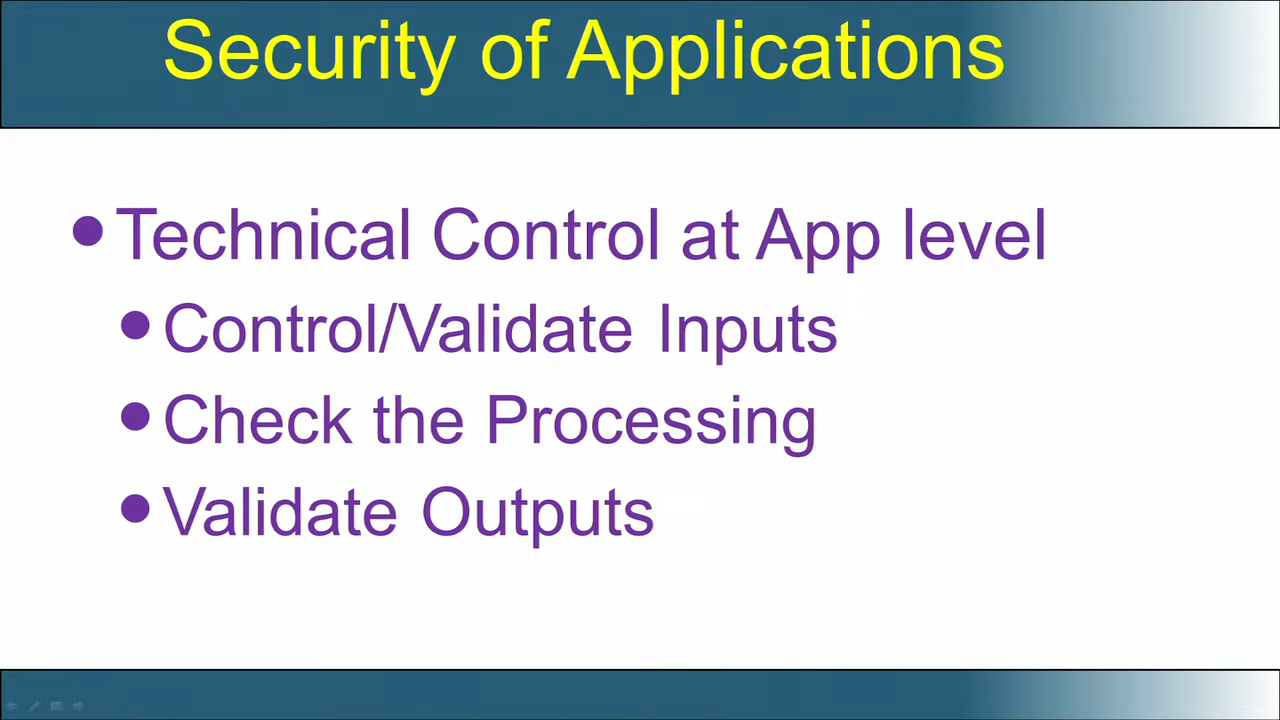 Security of Applications
•Technical Control at App level
•Control/Validate Inputs
•Check the Processing
•Validate Outputs